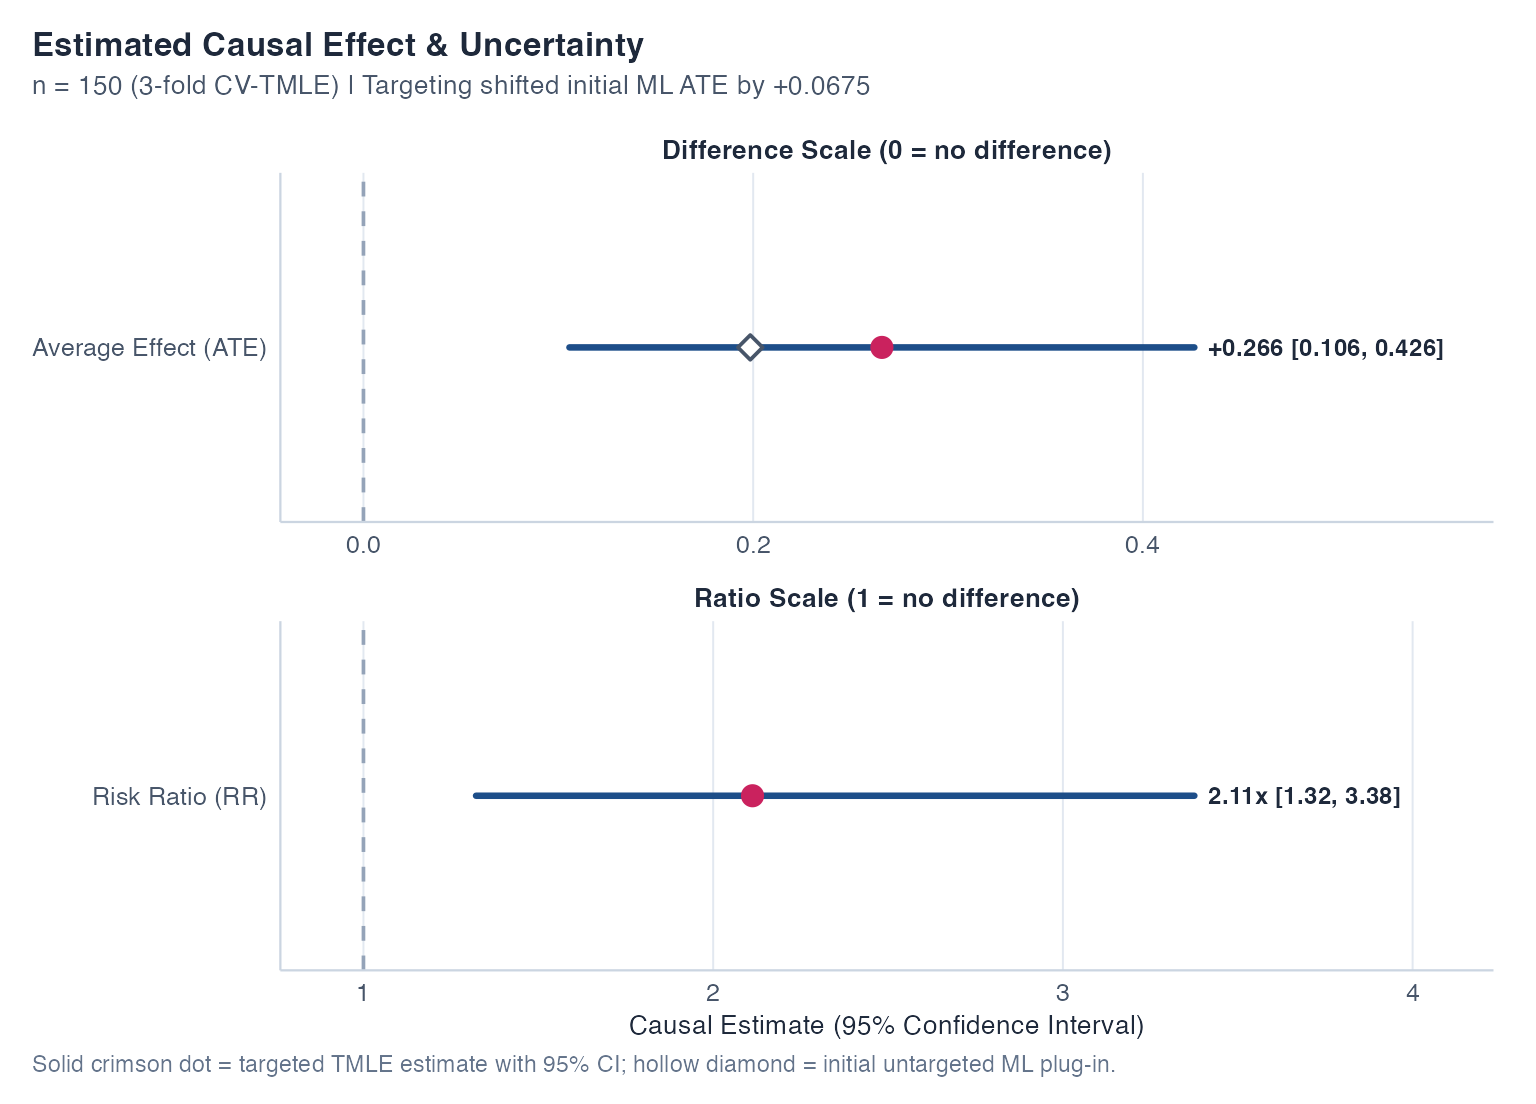 Estimated Causal Effect & Uncertainty
n = 150 (3-fold CV-TMLE) | Targeting shifted initial ML ATE by +0.0675
Difference Scale (0 = no difference)
Average Effect (ATE)
+0.266 [0.106, 0.426]
0.0 0.2 0.4
Ratio Scale (1 = no difference)
Risk Ratio (RR)
2.11x [1.32, 3.38]
1 2 3 4
Causal Estimate (95% Confidence Interval)
Solid crimson dot = targeted TMLE estimate with 95% CI; hollow diamond = initial untargeted ML plug-in.